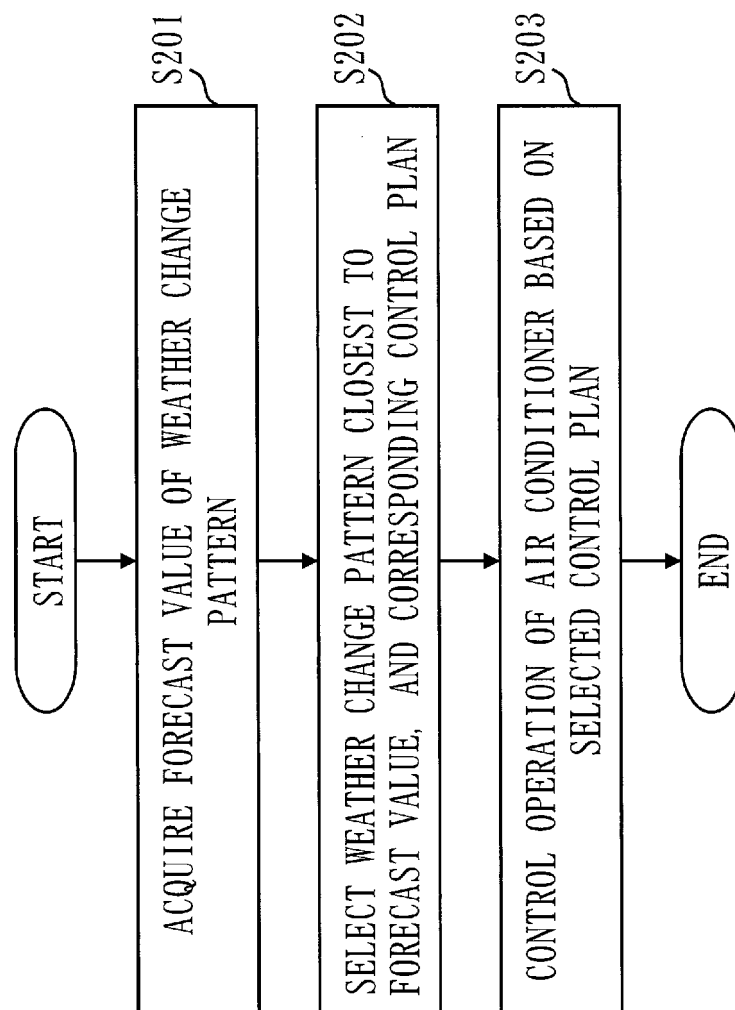 START
S201
ACQUIRE FORECAST VALUE OF WEATHER CHANGE
PATTERN
S202
SELECT WEATHER CHANGE PATTERN CLOSEST TO
FORECAST VALUE, AND CORRESPONDING CONTROL PLAN
S203
CONTROL OPERATION OF AIR CONDITIONER BASED ON
SELECTED CONTROL PLAN
END